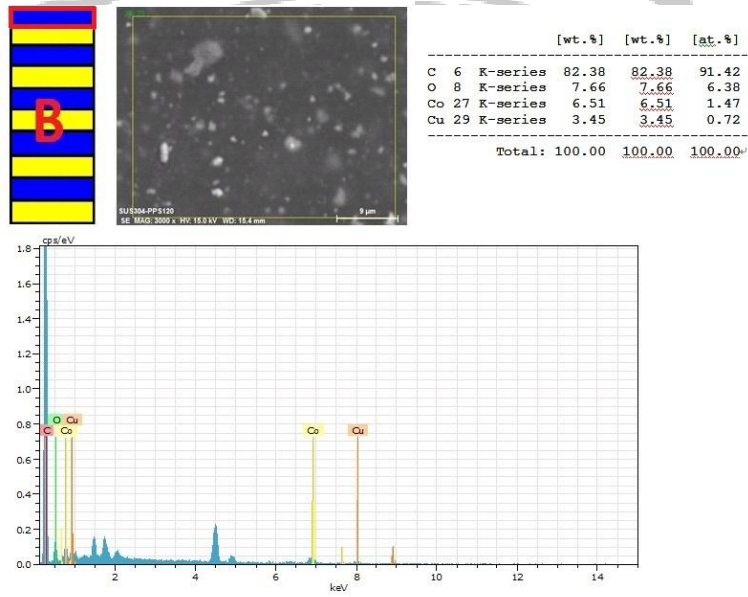 B
SUS304-PPS120
SE MAG: 3000 x HV: 15.0 kV WD: 15.4 mm
9 µm
[wt.%] [wt.%] [at.%]
C 6 K-series 82.38 82.38 91.42
O 8 K-series 7.66 7.66 6.38
Co 27 K-series 6.51 6.51 1.47
Cu 29 K-series 3.45 3.45 0.72
Total: 100.00 100.00 100.00
cps/eV
1.8
1.6
1.4
1.2
1.0
0.8
0.6
0.4
0.2
0.0
O Cu
C Co Co Cu
2 4 6 8 10 12 14
keV